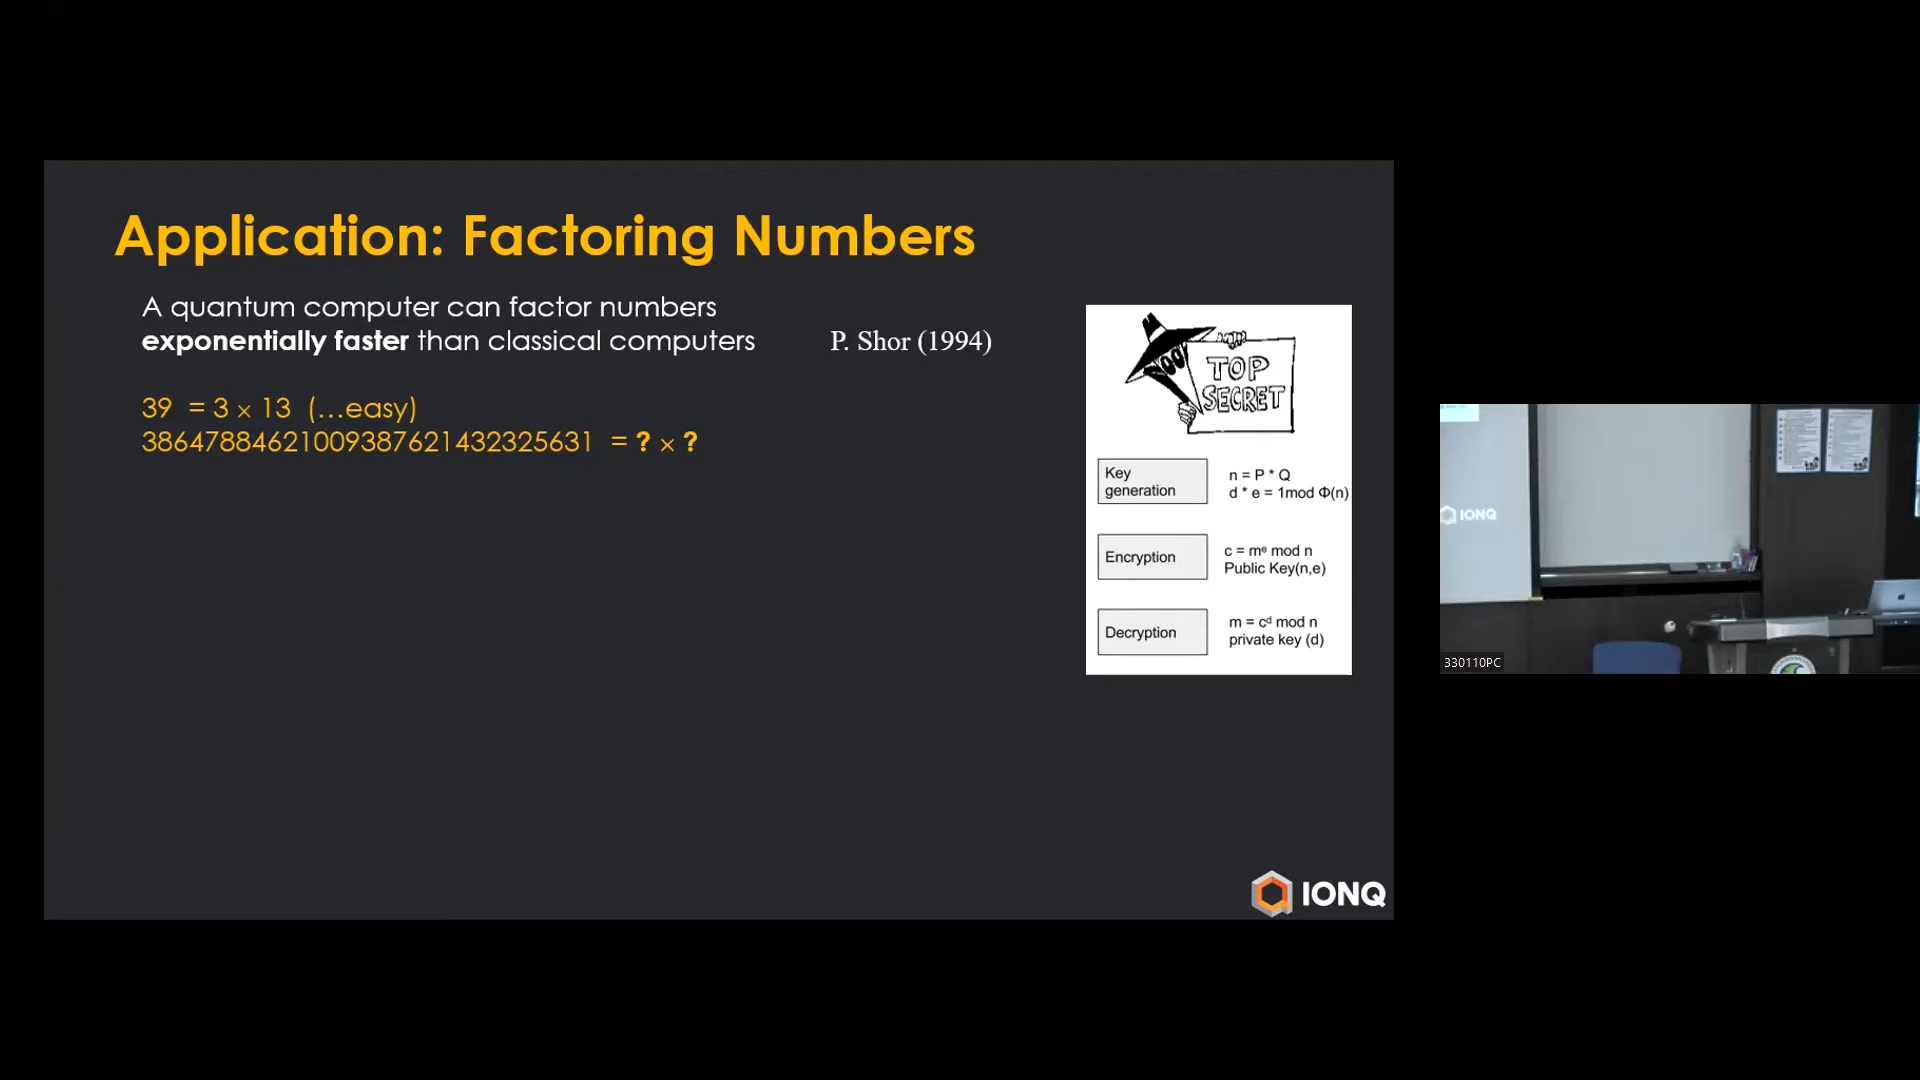 Application: Factoring Numbers
A quantum computer can factor numbers
exponentially faster than classical computers
P. Shor (1994)
39 = 3 × 13 (…easy)
38647884621009387621432325631 = ? × ?
TOP
SECRET
Key
generation
n = P * Q
d * e = 1mod Φ(n)
Encryption
c = mᵉ mod n
Public Key(n,e)
Decryption
m = cᵈ mod n
private key (d)
IONQ
IONQ
330110PC